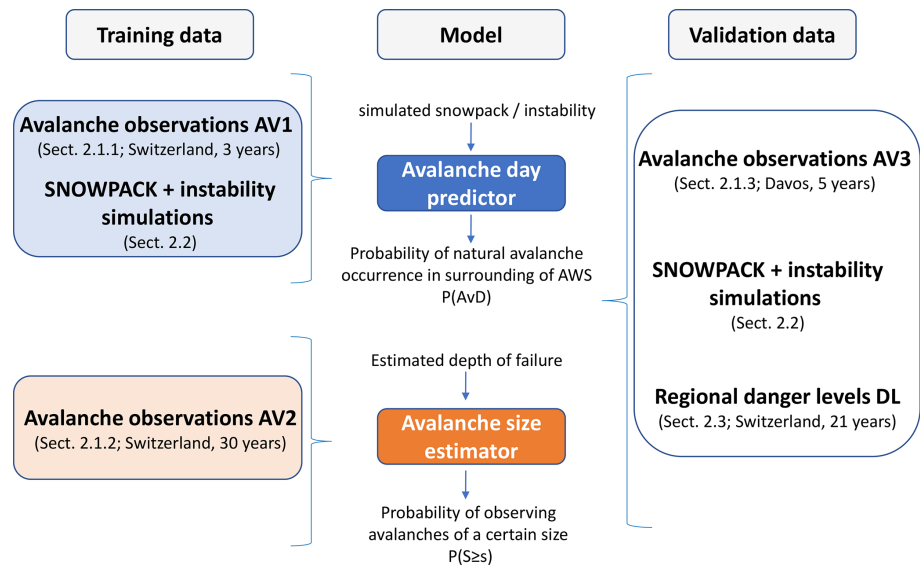 Training data
Model
Validation data
Avalanche observations AV1
(Sect. 2.1.1; Switzerland, 3 years)
SNOWPACK + instability
simulations
(Sect. 2.2)
Avalanche observations AV2
(Sect. 2.1.2; Switzerland, 30 years)
simulated snowpack / instability
Avalanche day
predictor
Probability of natural avalanche
occurrence in surrounding of AWS
P(AvD)
Estimated depth of failure
Avalanche size
estimator
Probability of observing
avalanches of a certain size
P(S≥s)
Avalanche observations AV3
(Sect. 2.1.3; Davos, 5 years)
SNOWPACK + instability
simulations
(Sect. 2.2)
Regional danger levels DL
(Sect. 2.3; Switzerland, 21 years)